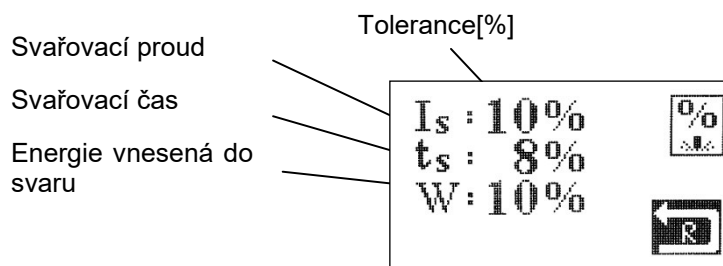 Tolerance[%]
Svařovací proud
Svařovací čas
Energie vnesená do
svaru
Is : 10%
ts : 8%
W : 10%
%
R